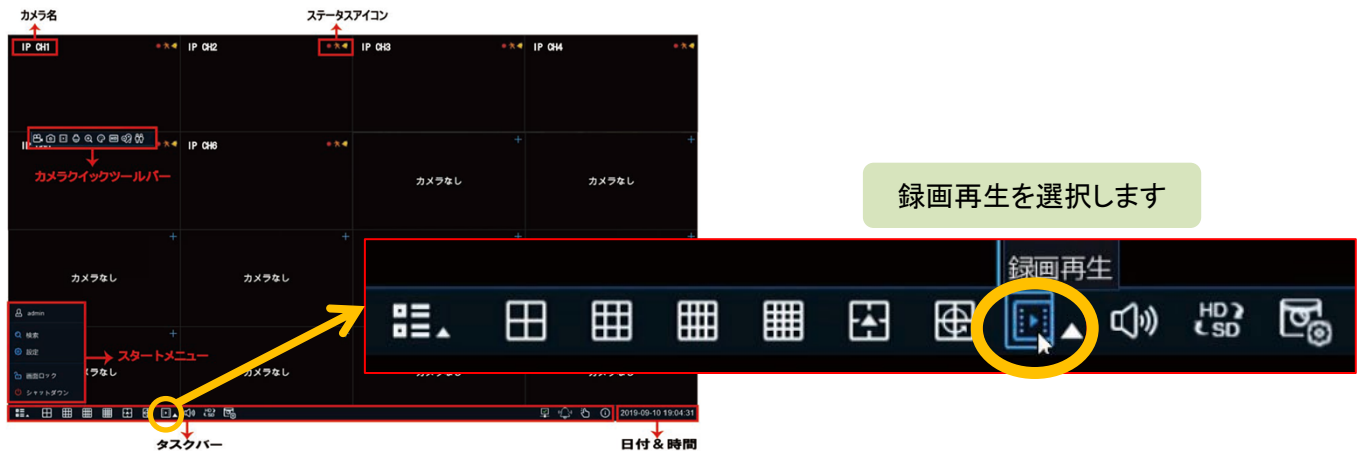 カメラ名
ステータスアイコン
IP CH1
IP CH2
IP CH3
IP CH4
IP CH6
カメラクイックツールバー
カメラなし
カメラなし
録画再生を選択します
カメラなし
カメラなし
録画再生
HD
SD
admin
検索
設定
画面ロック
シャットダウン
スタートメニュー
ラなし
メラなし
2019-09-10 19:04:31
タスクバー
日付&時間